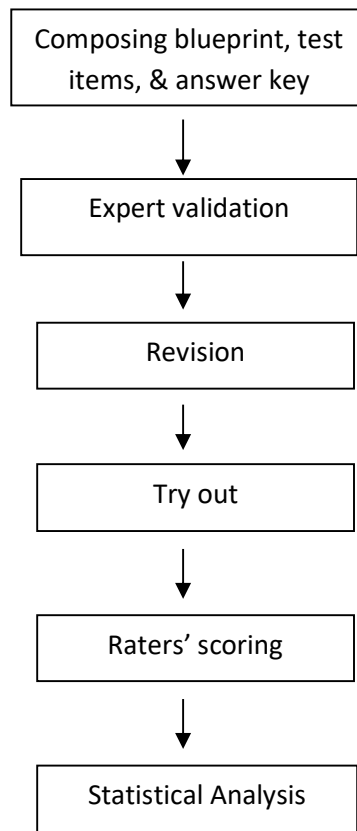 Composing blueprint, test
items, & answer key
Expert validation
Revision
Try out
Raters’ scoring
Statistical Analysis